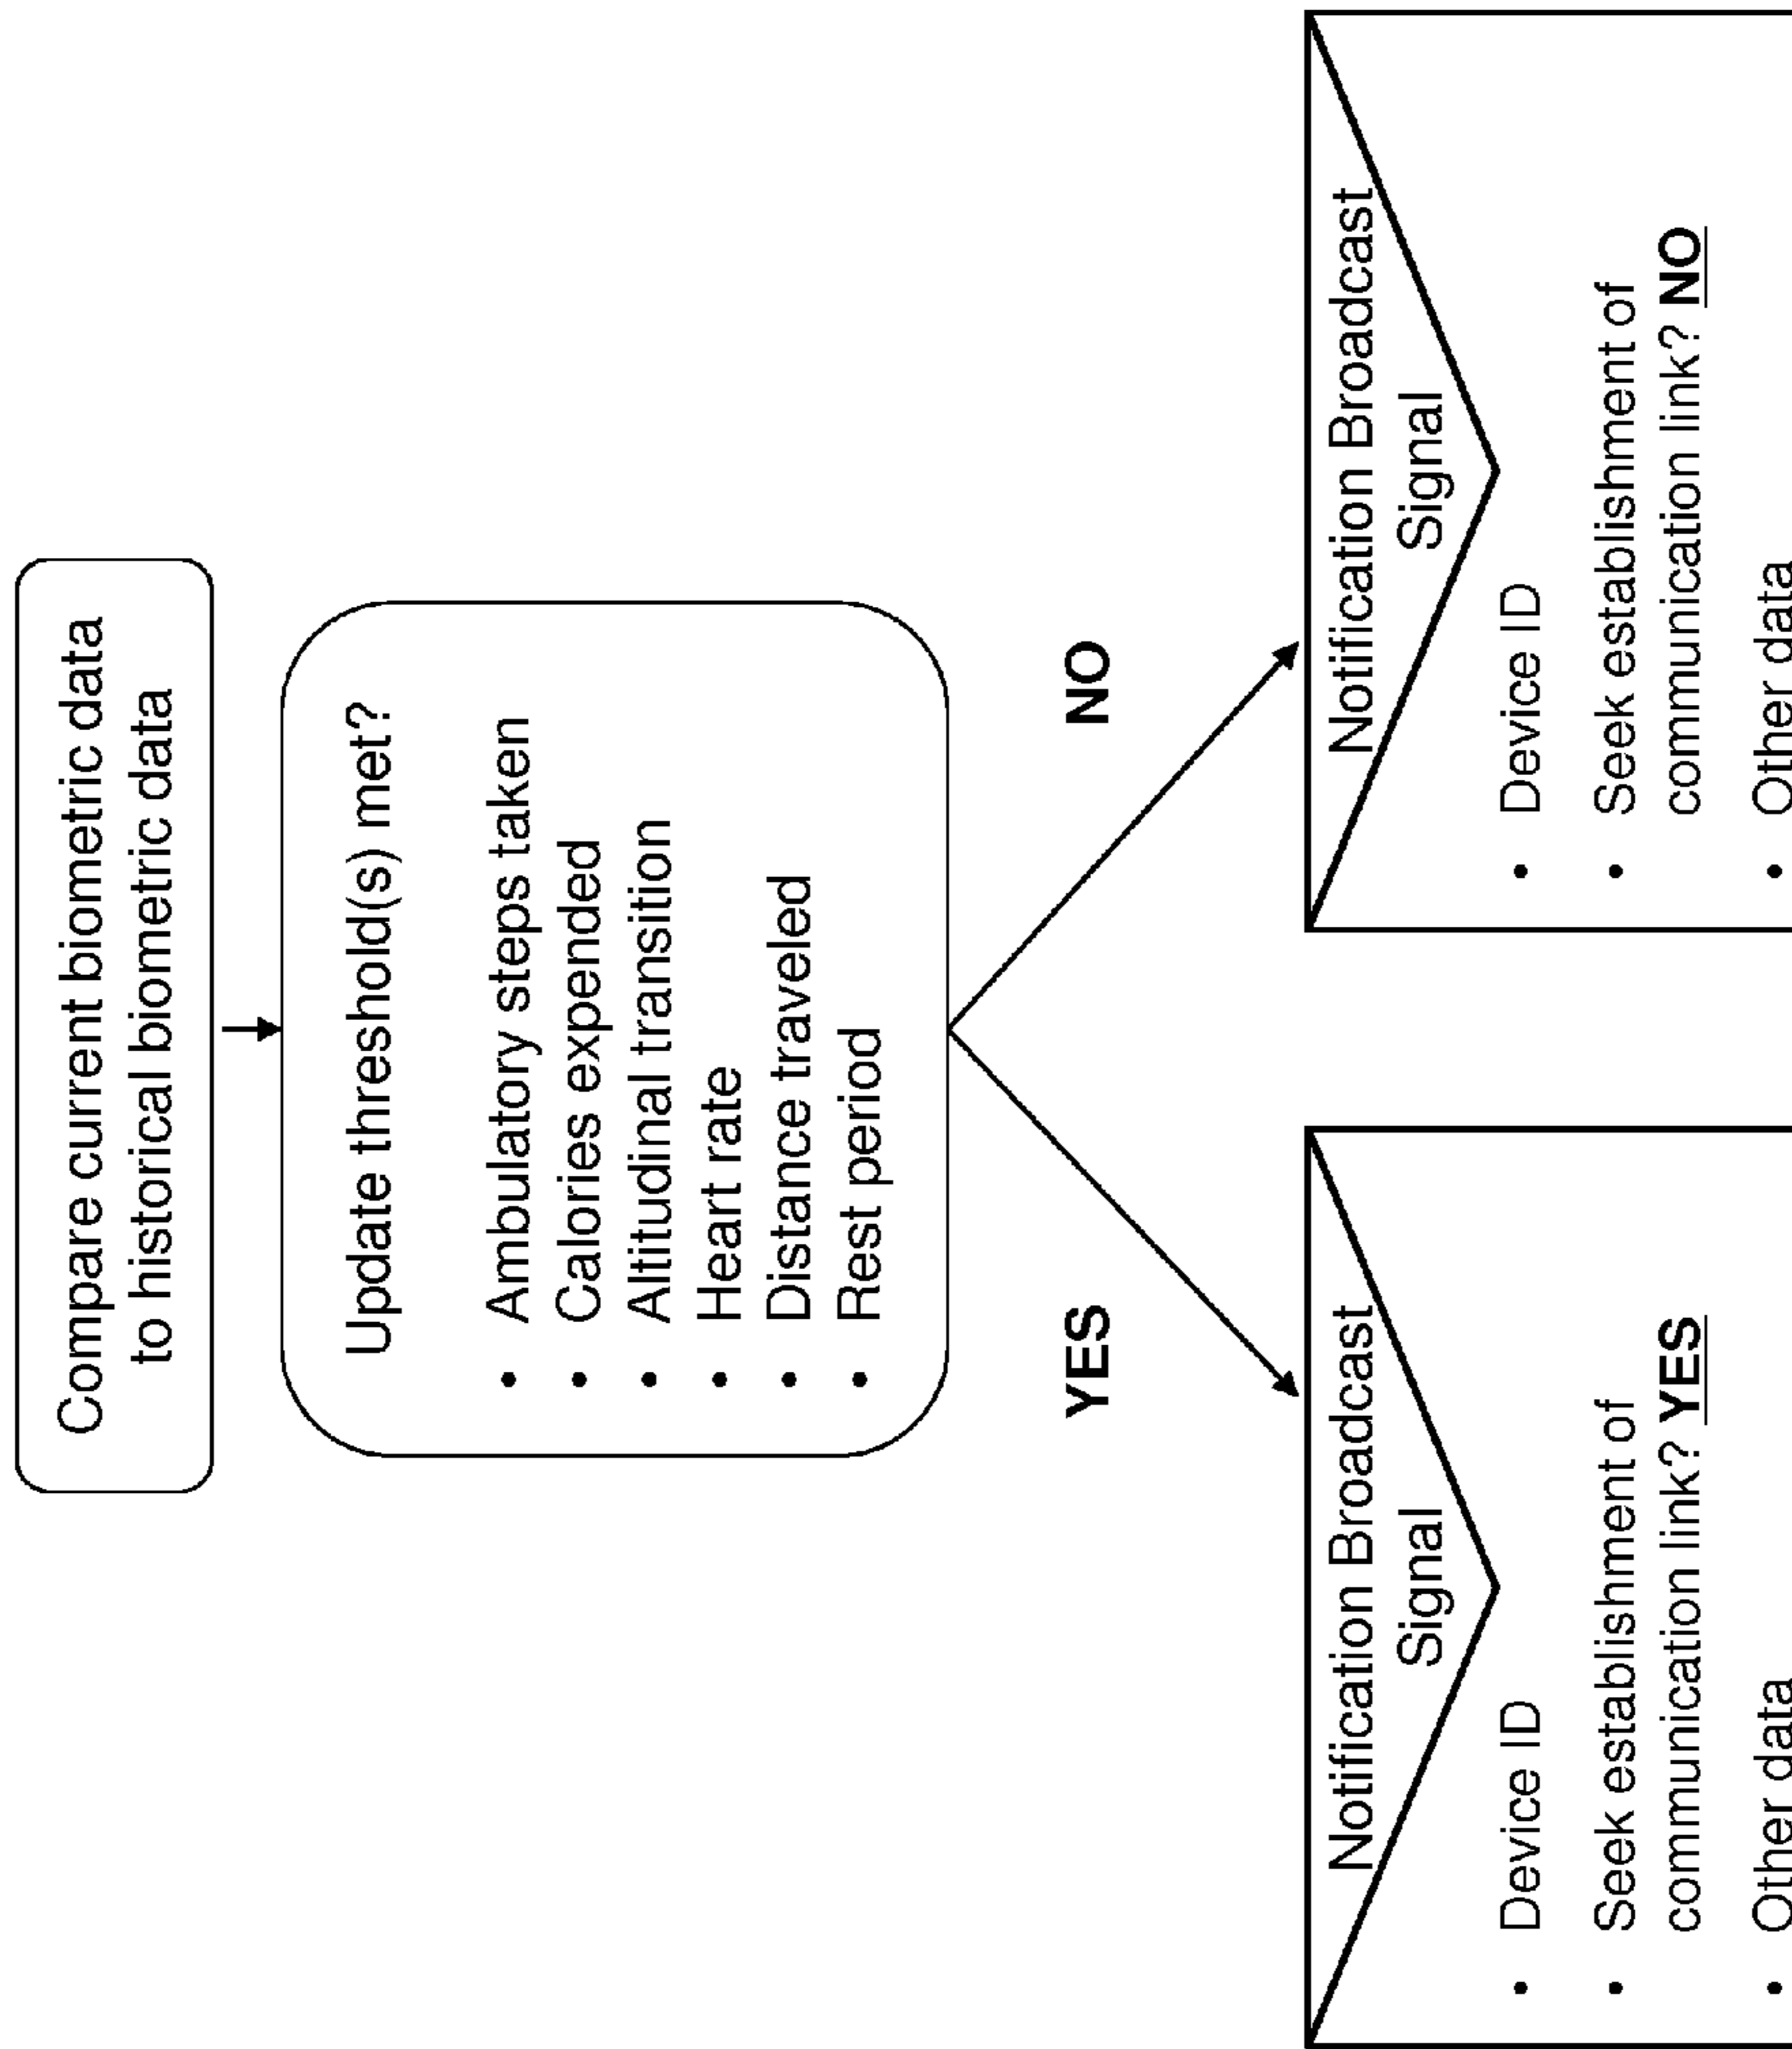 Compare current biometric data
to historical biometric data
Update threshold(s) met?
• Ambulatory steps taken
• Calories expended
• Altitudinal transition
• Heart rate
• Distance traveled
• Rest period
YES
NO
Notification Broadcast
Signal
• Device ID
• Seek establishment of
communication link? YES
• Other data
Notification Broadcast
Signal
• Device ID
• Seek establishment of
communication link? NO
• Other data